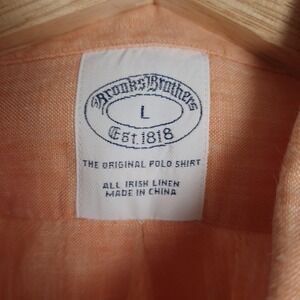 Brooks Brothers
L
Est. 1818
THE ORIGINAL POLO SHIRT
ALL IRISH LINEN
MADE IN CHINA